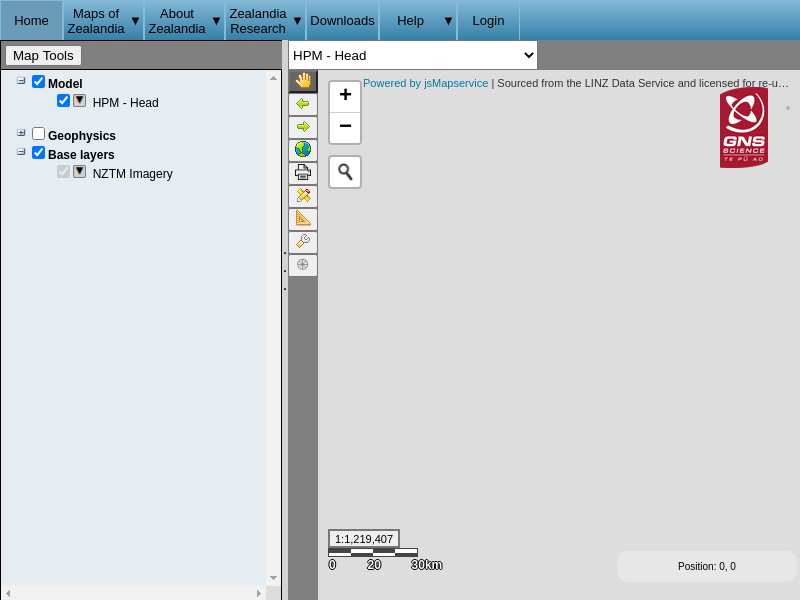 Home
Maps of
Zealandia ▼
About
Zealandia ▼
Zealandia
Research ▼
Downloads
Help ▼
Login
Map Tools
HPM - Head
Model
HPM - Head
Geophysics
Base layers
NZTM Imagery
+
−
Powered by jsMapservice | Sourced from the LINZ Data Service and licensed for re-u…
GNS
SCIENCE
TE PŪ AO
1:1,219,407
0 20 30km
Position: 0, 0